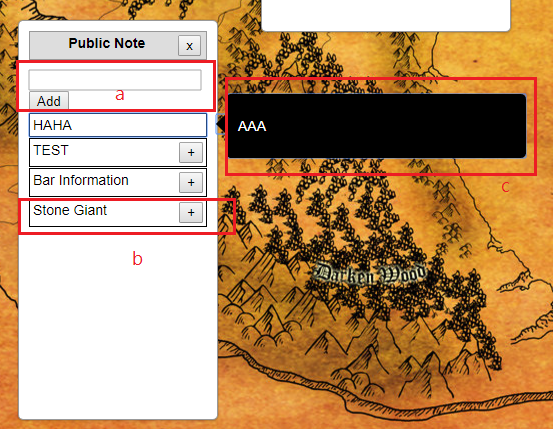 Public Note
x
a
Add
HAHA
AAA
TEST
+
Bar Information
+
c
Stone Giant
+
b
Darken Wood